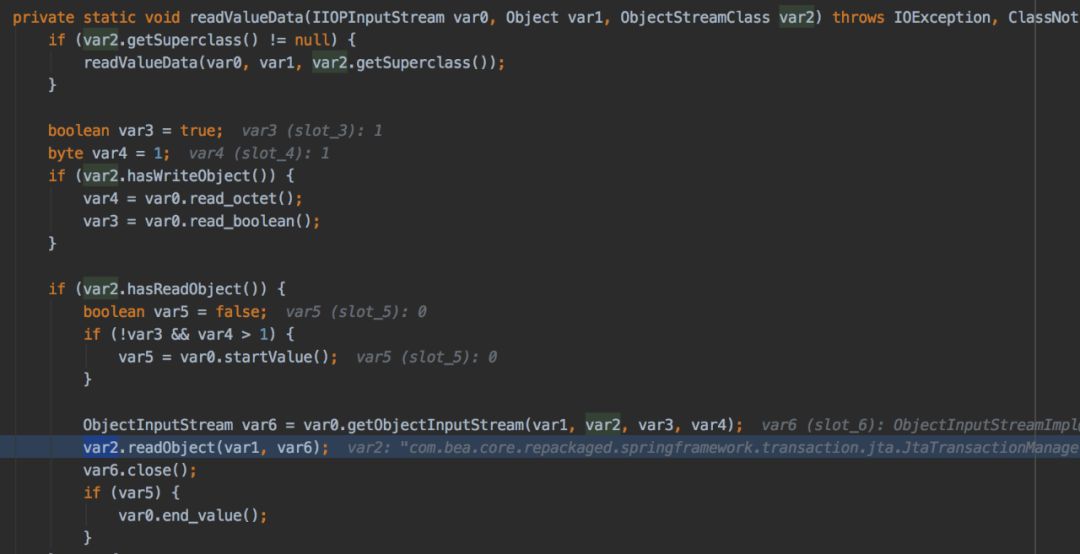 private static void readValueData(IIOPInputStream var0, Object var1, ObjectStreamClass var2) throws IOException, ClassNot
if (var2.getSuperclass() != null) {
readValueData(var0, var1, var2.getSuperclass());
}
boolean var3 = true; var3 (slot_3): 1
byte var4 = 1; var4 (slot_4): 1
if (var2.hasWriteObject()) {
var4 = var0.read_octet();
var3 = var0.read_boolean();
}
if (var2.hasReadObject()) {
boolean var5 = false; var5 (slot_5): 0
if (!var3 && var4 > 1) {
var5 = var0.startValue(); var5 (slot_5): 0
}
ObjectInputStream var6 = var0.getObjectInputStream(var1, var2, var3, var4); var6 (slot_6): ObjectInputStreamImpl
var2.readObject(var1, var6); var2: "com.bea.core.repackaged.springframework.transaction.jta.JtaTransactionManage
var6.close();
if (var5) {
var0.end_value();
}